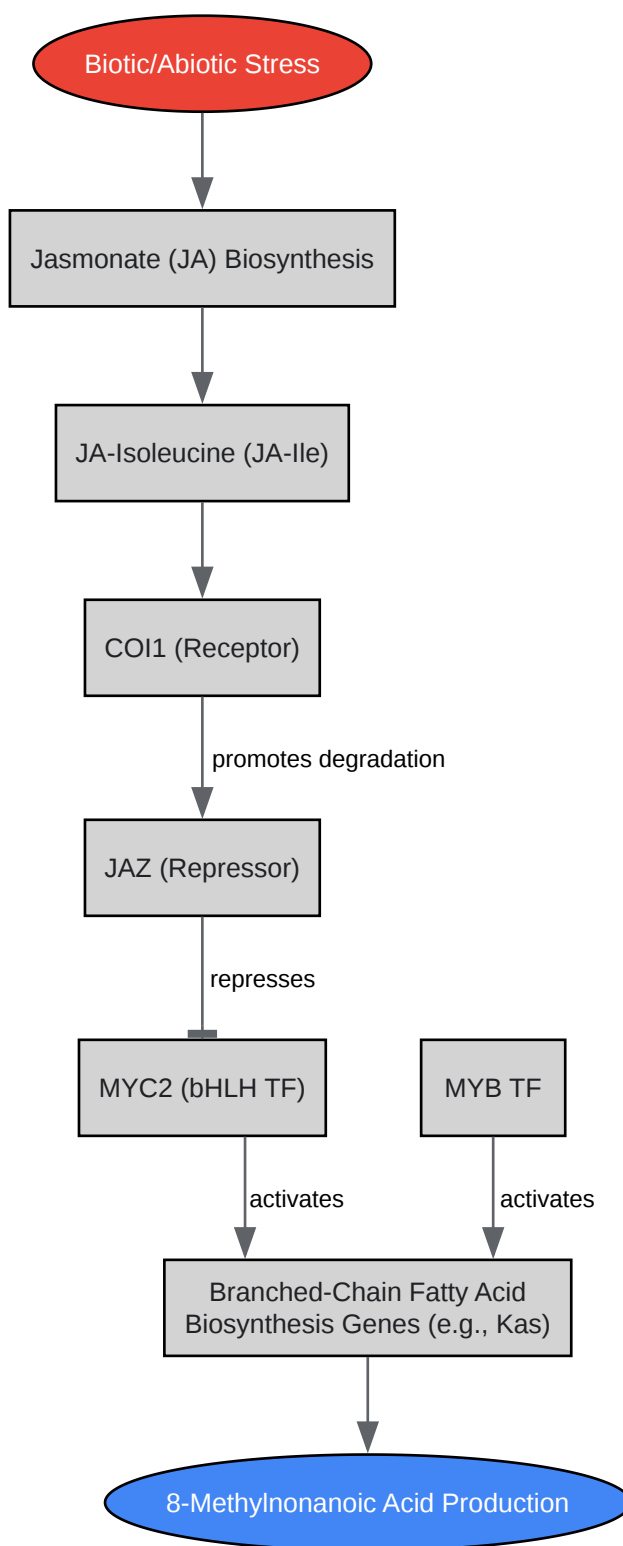 Biotic/Abiotic Stress
Jasmonate (JA) Biosynthesis
JA-Isoleucine (JA-Ile)
COI1 (Receptor)
promotes degradation
JAZ (Repressor)
represses
MYC2 (bHLH TF)
MYB TF
activates
activates
Branched-Chain Fatty Acid
Biosynthesis Genes (e.g., Kas)
8-Methylnonanoic Acid Production